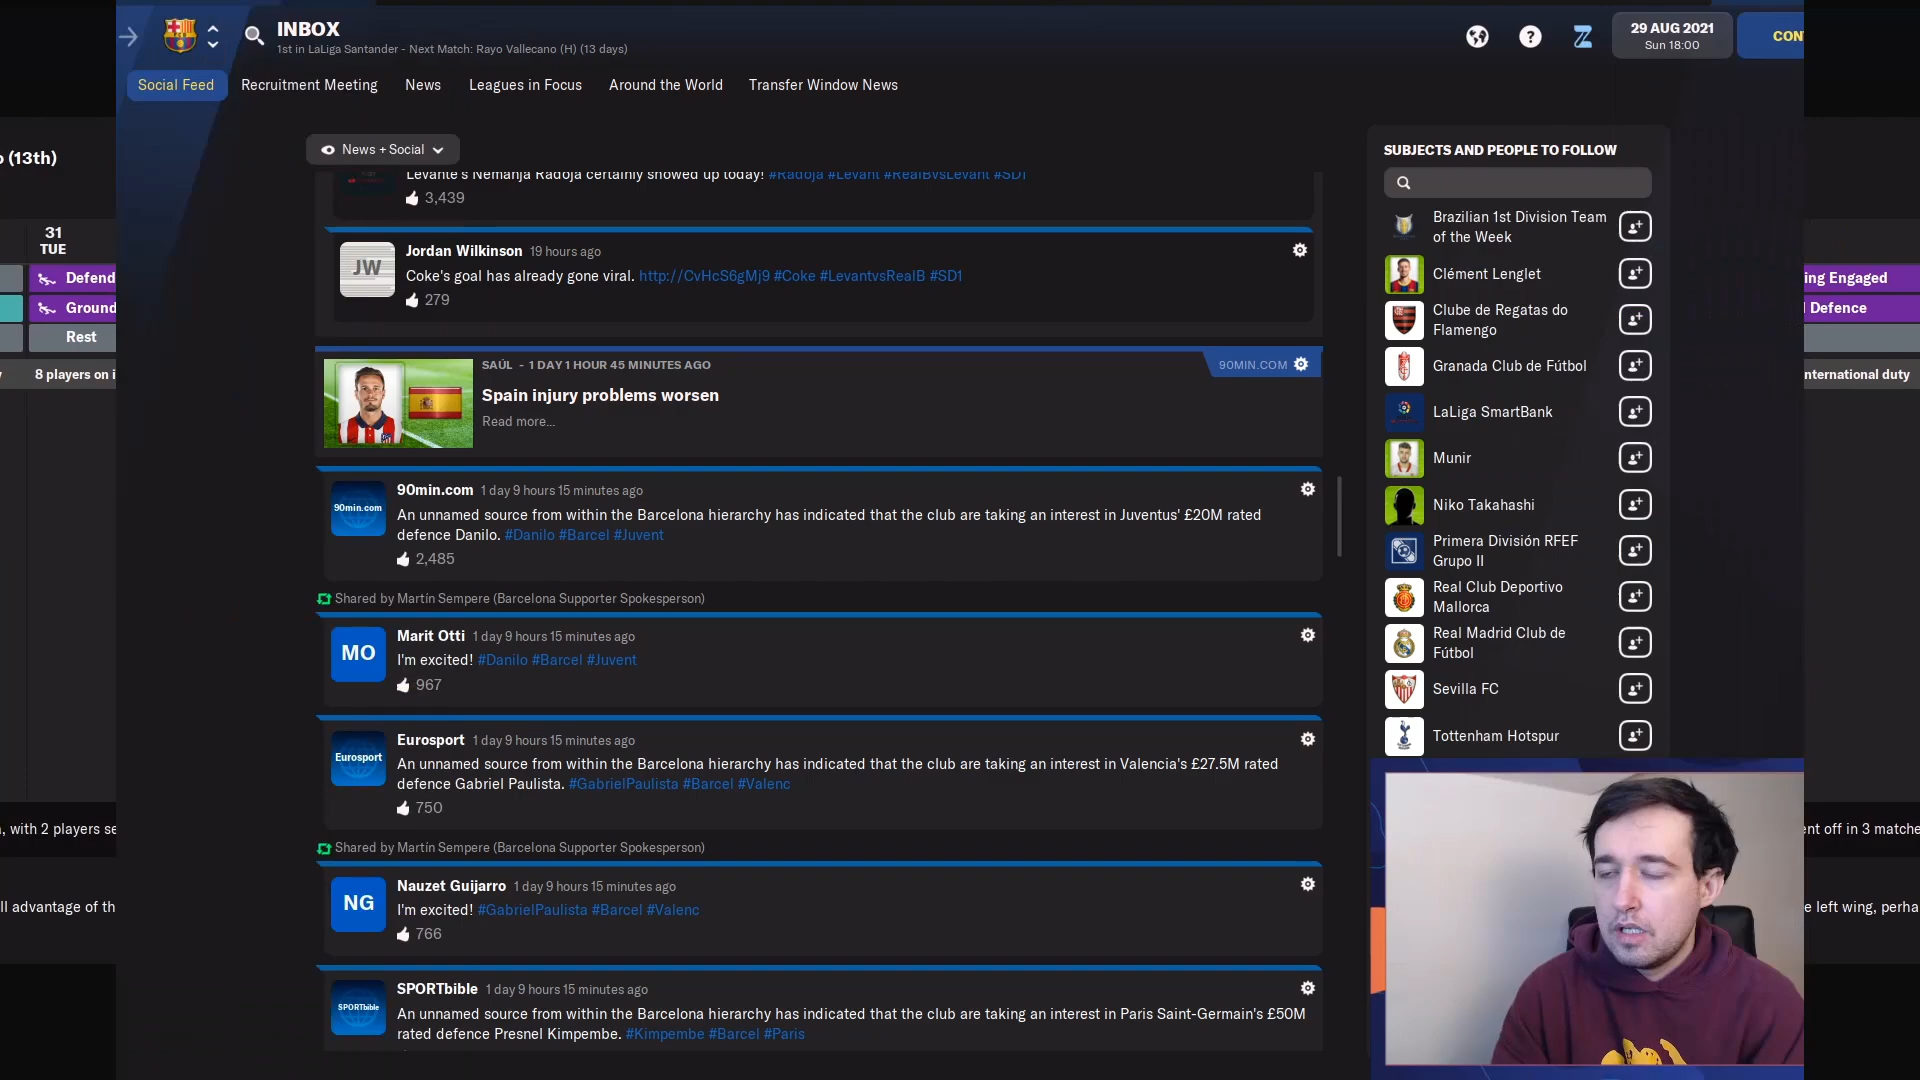 INBOX
1st in LaLiga Santander - Next Match: Rayo Vallecano (H) (13 days)
29 AUG 2021
Sun 18:00
CON
Social Feed
Recruitment Meeting
News
Leagues in Focus
Around the World
Transfer Window News
o (13th)
31
TUE
Defend
Ground
Rest
8 players on i
, with 2 players se
ll advantage of th
News + Social
Levante's Nemanja Radoja certainly showed up today! #Radoja #Levant #RealBvsLevant #SD1
3,439
JW
Jordan Wilkinson 19 hours ago
Coke's goal has already gone viral. http://CvHcS6gMj9 #Coke #LevantvsRealB #SD1
279
SAÚL - 1 DAY 1 HOUR 45 MINUTES AGO
90MIN.COM
Spain injury problems worsen
Read more...
90min.com
90min.com 1 day 9 hours 15 minutes ago
An unnamed source from within the Barcelona hierarchy has indicated that the club are taking an interest in Juventus' £20M rated
defence Danilo. #Danilo #Barcel #Juvent
2,485
Shared by Martín Sempere (Barcelona Supporter Spokesperson)
MO
Marit Otti 1 day 9 hours 15 minutes ago
I'm excited! #Danilo #Barcel #Juvent
967
Eurosport
Eurosport 1 day 9 hours 15 minutes ago
An unnamed source from within the Barcelona hierarchy has indicated that the club are taking an interest in Valencia's £27.5M rated
defence Gabriel Paulista. #GabrielPaulista #Barcel #Valenc
750
Shared by Martín Sempere (Barcelona Supporter Spokesperson)
NG
Nauzet Guijarro 1 day 9 hours 15 minutes ago
I'm excited! #GabrielPaulista #Barcel #Valenc
766
SPORTbible
SPORTbible 1 day 9 hours 15 minutes ago
An unnamed source from within the Barcelona hierarchy has indicated that the club are taking an interest in Paris Saint-Germain's £50M
rated defence Presnel Kimpembe. #Kimpembe #Barcel #Paris
SUBJECTS AND PEOPLE TO FOLLOW
Brazilian 1st Division Team
of the Week
Clément Lenglet
Clube de Regatas do
Flamengo
Granada Club de Fútbol
LaLiga SmartBank
Munir
Niko Takahashi
Primera División RFEF
Grupo II
Real Club Deportivo
Mallorca
Real Madrid Club de
Fútbol
Sevilla FC
Tottenham Hotspur
ing Engaged
Defence
nternational duty
nt off in 3 matche
e left wing, perha